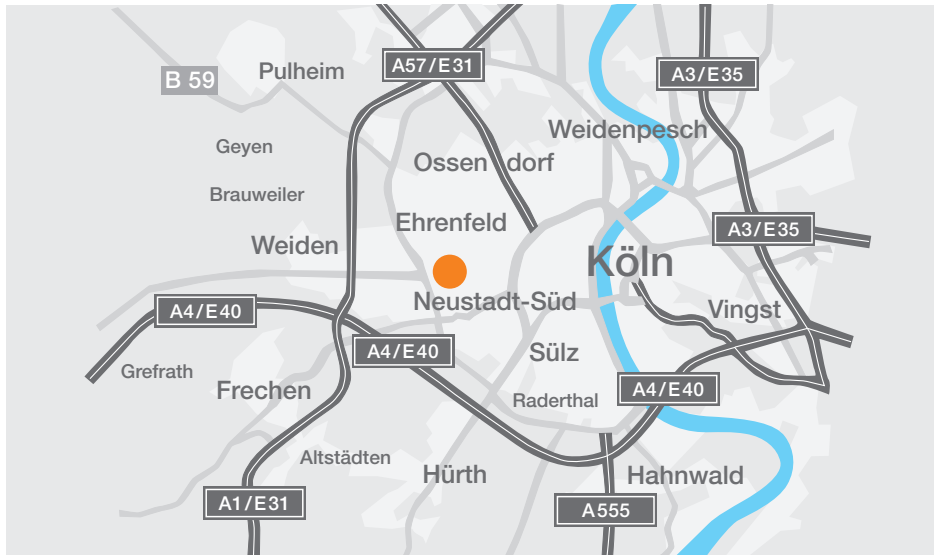 A57/E31
Pulheim
B 59
A3/E35
Weidenpesch
Geyen
Ossendorf
Brauweiler
Ehrenfeld
A3/E35
Weiden
Köln
Neustadt-Süd
A4/E40
Vingst
A4/E40
Sülz
Grefrath
Frechen
A4/E40
Raderthal
Altstädten
Hürth
Hahnwald
A1/E31
A555